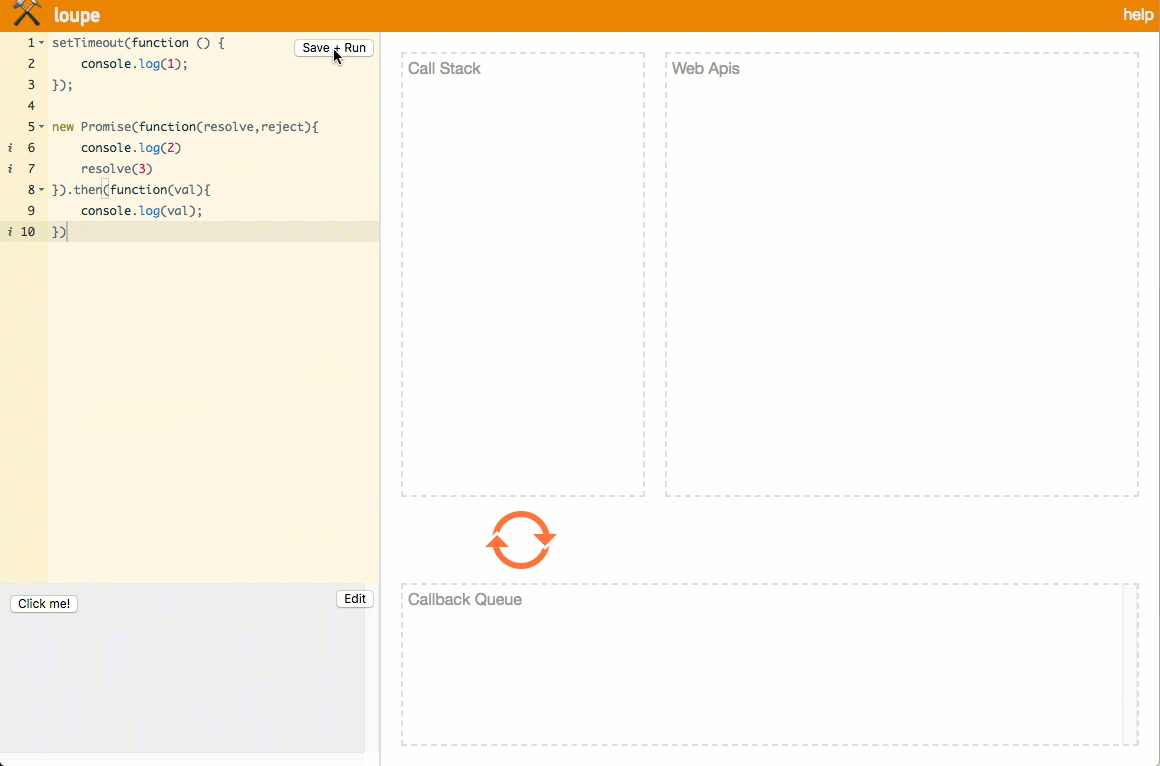 loupe
help
1 setTimeout(function () {
Save + Run
2     console.log(1);
3 });
4
5 new Promise(function(resolve,reject){
i 6     console.log(2)
i 7     resolve(3)
8 }).then(function(val){
9     console.log(val);
i 10 })
Call Stack
Web Apis
Click me!
Edit
Callback Queue